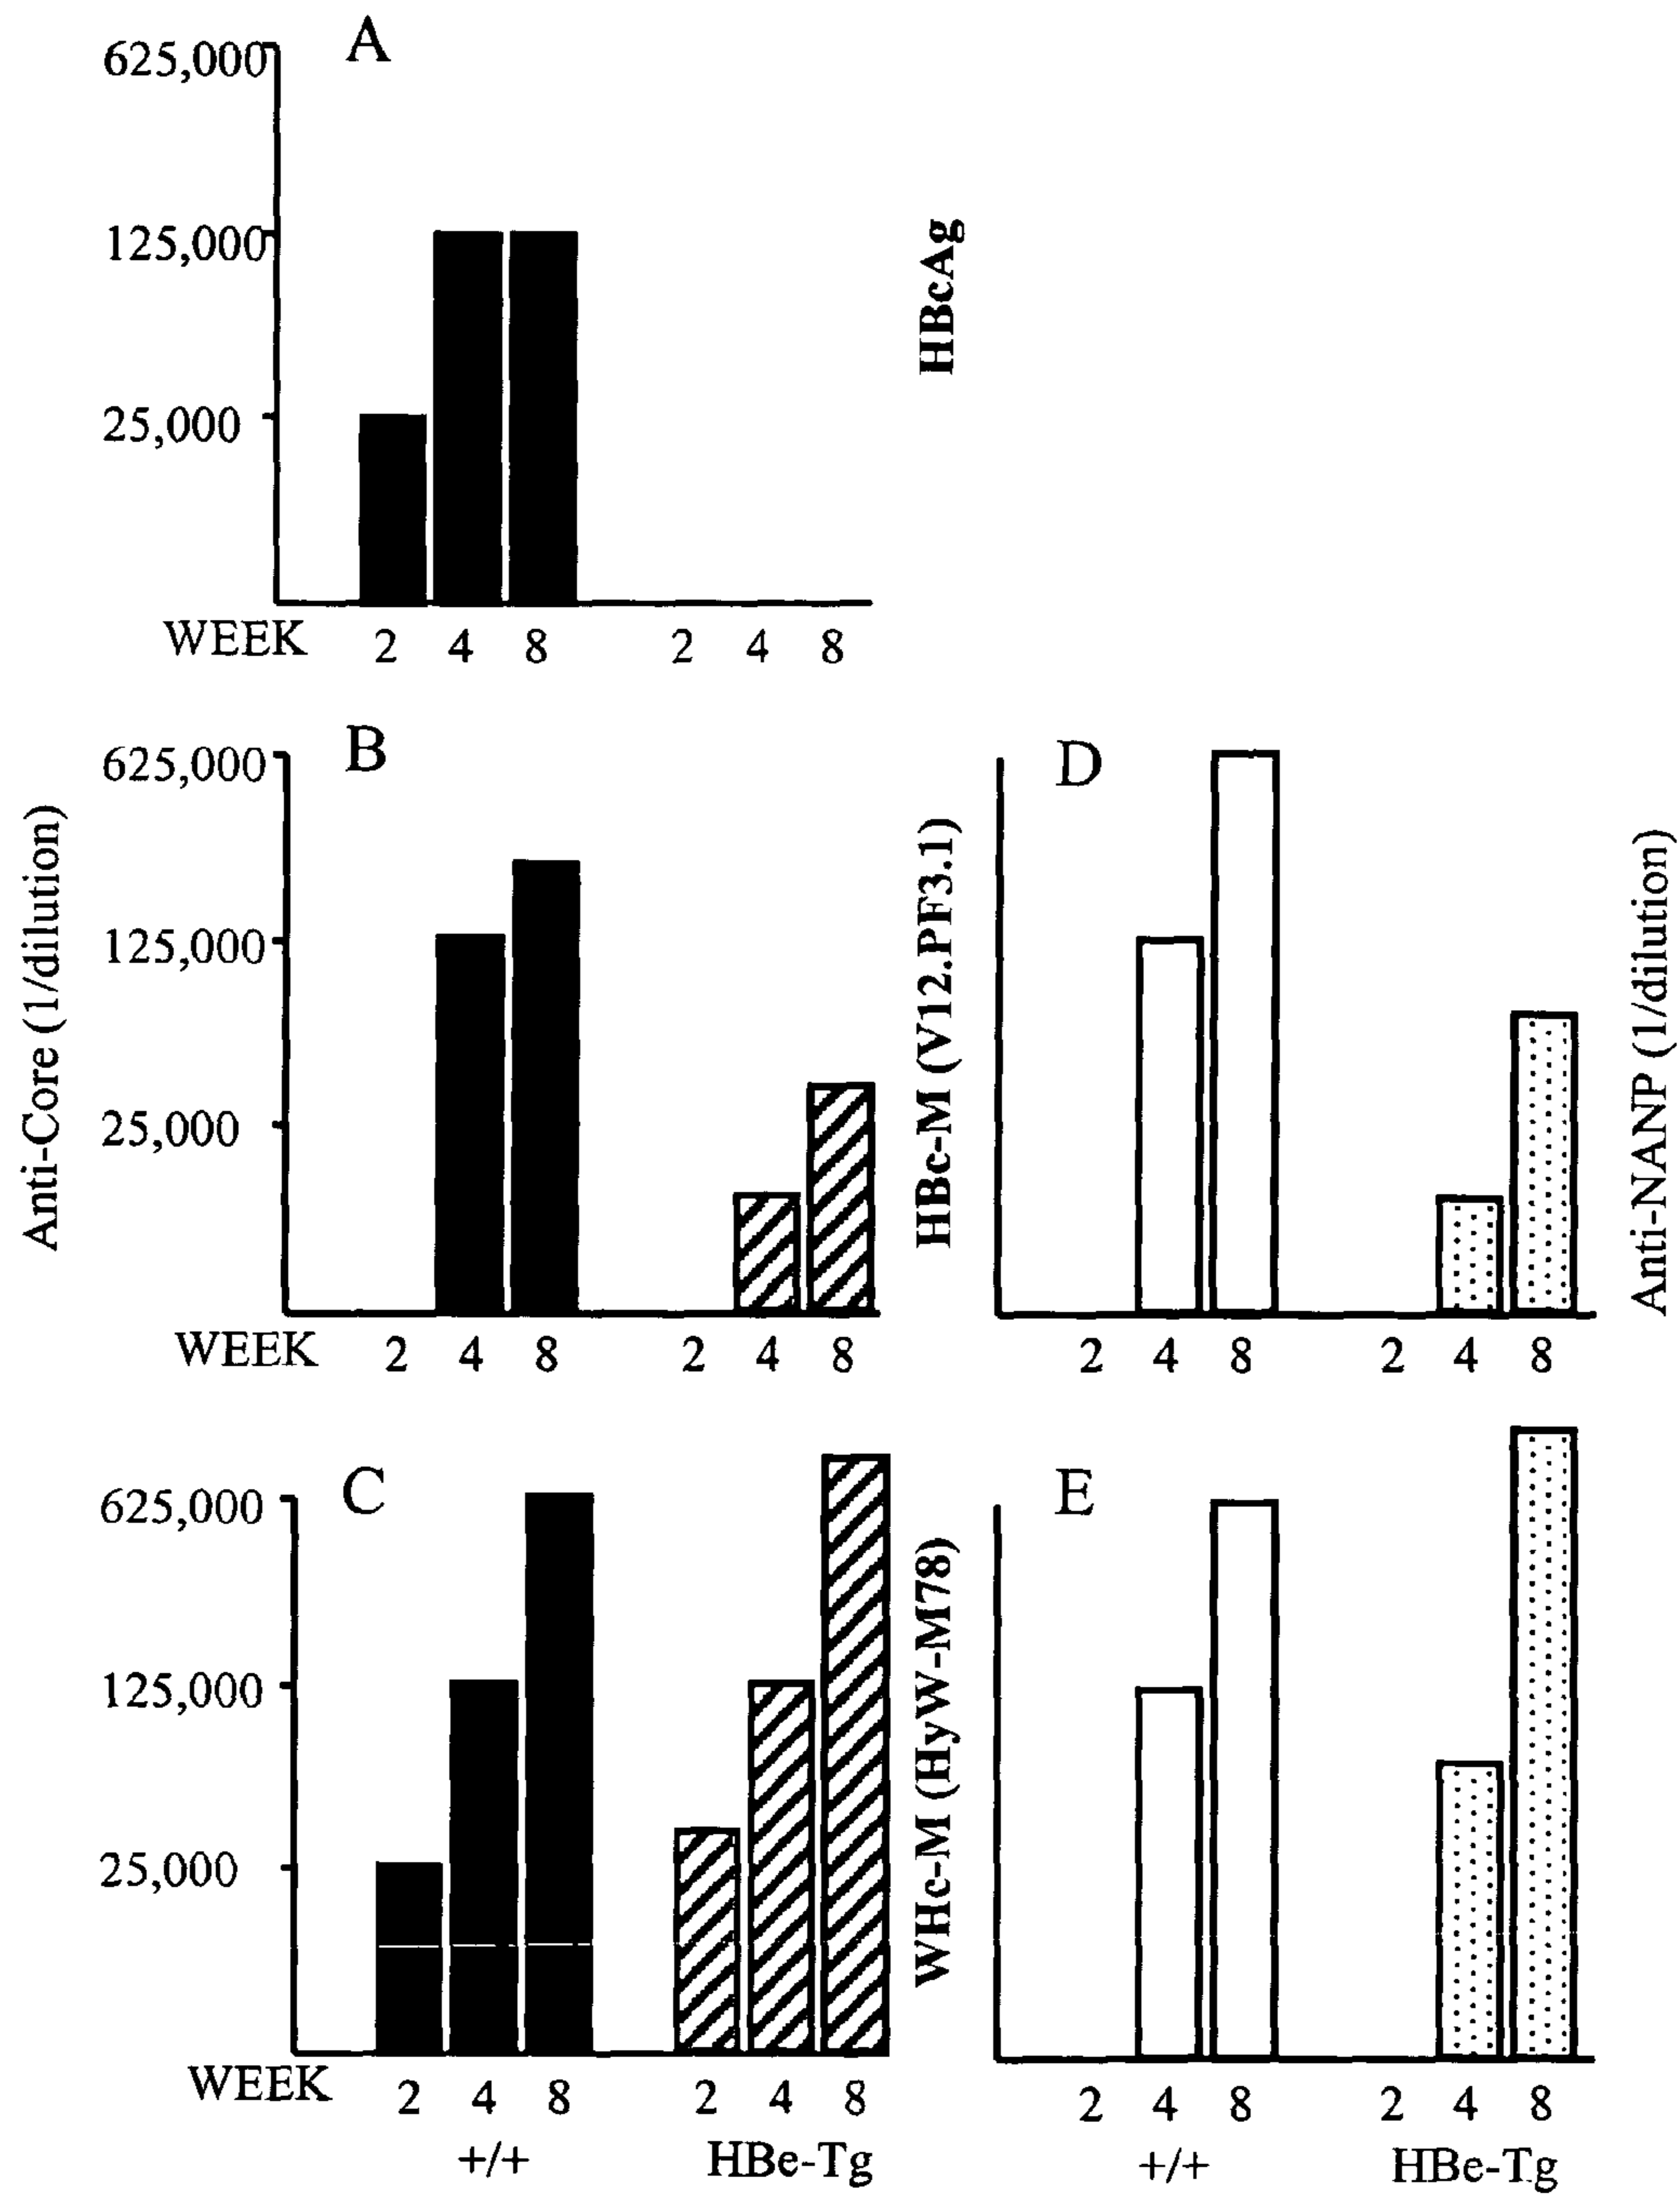 A
625,000
125,000
25,000
HBcAg
WEEK 2 4 8 2 4 8
B
625,000
125,000
25,000
Anti-Core (1/dilution)
HBc-M (V12.PF3.1)
WEEK 2 4 8 2 4 8
D
Anti-NANP (1/dilution)
2 4 8 2 4 8
C
625,000
125,000
25,000
WHc-M (HyW-M78)
WEEK 2 4 8 2 4 8
+/+ HBe-Tg
E
2 4 8 2 4 8
+/+ HBe-Tg